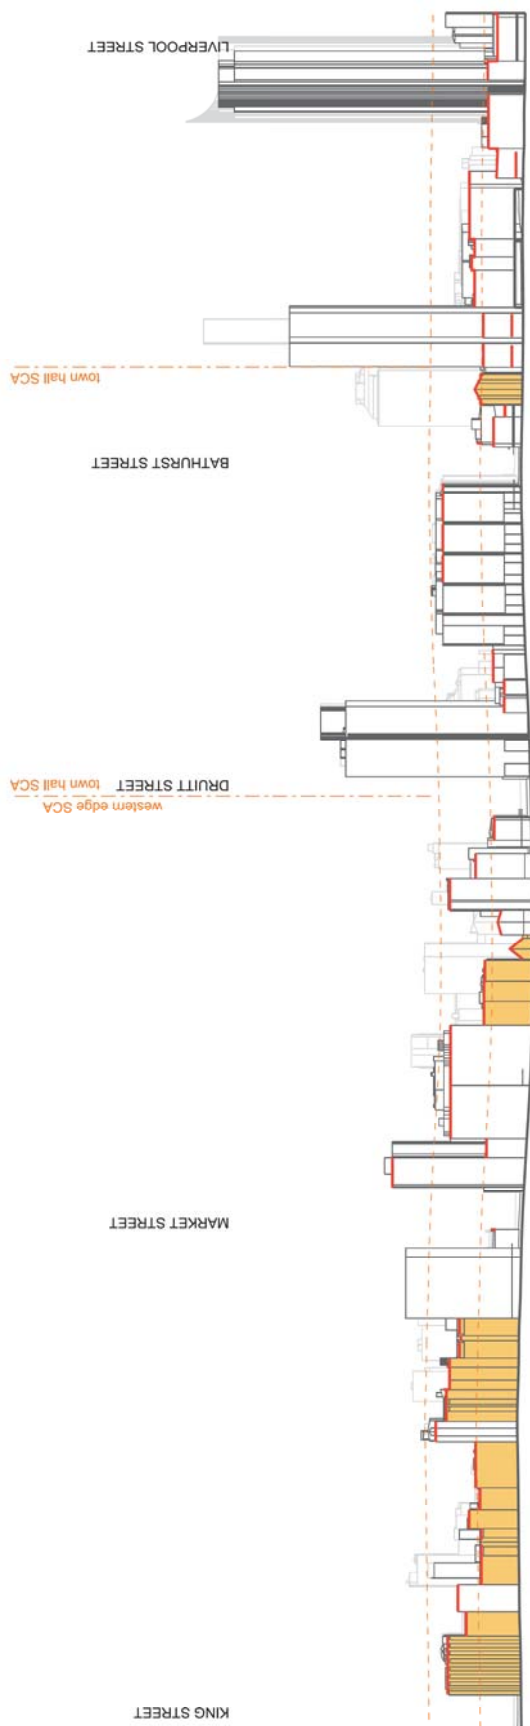 LIVERPOOL STREET
town hall SCA
BATHURST STREET
DRUITT STREET
town hall SCA
western edge SCA
MARKET STREET
KING STREET